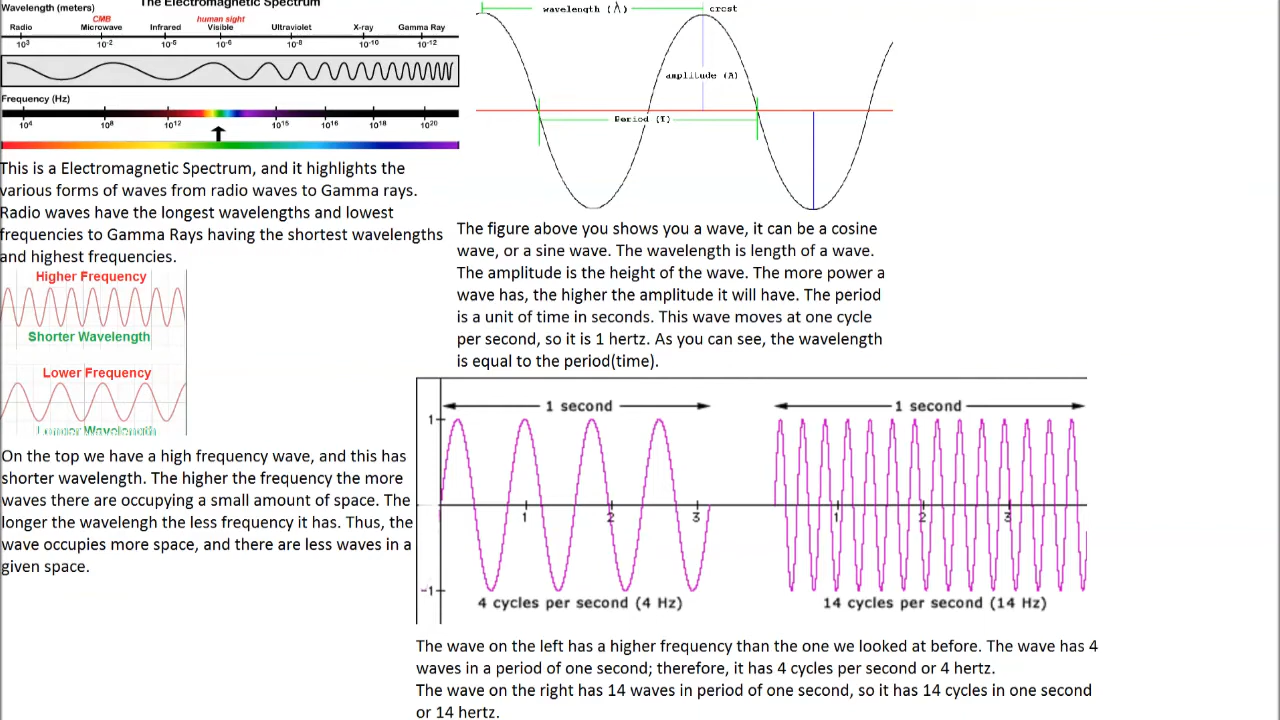 The Electromagnetic Spectrum
Wavelength (meters)
CMB
human sight
Radio Microwave Infrared Visible Ultraviolet X-ray Gamma Ray
10³ 10-2 10-5 10-6 10-8 10-10 10-12
Frequency (Hz)
10⁴ 10⁸ 10¹² 10¹⁵ 10¹⁶ 10¹⁸ 10²⁰
This is a Electromagnetic Spectrum, and it highlights the
various forms of waves from radio waves to Gamma rays.
Radio waves have the longest wavelengths and lowest
frequencies to Gamma Rays having the shortest wavelengths
and highest frequencies.
Higher Frequency
Shorter Wavelength
Lower Frequency
Longer Wavelength
On the top we have a high frequency wave, and this has
shorter wavelength. The higher the frequency the more
waves there are occupying a small amount of space. The
longer the wavelengh the less frequency it has. Thus, the
wave occupies more space, and there are less waves in a
given space.
wavelength (λ)
crest
amplitude (A)
Period (T)
The figure above you shows you a wave, it can be a cosine
wave, or a sine wave. The wavelength is length of a wave.
The amplitude is the height of the wave. The more power a
wave has, the higher the amplitude it will have. The period
is a unit of time in seconds. This wave moves at one cycle
per second, so it is 1 hertz. As you can see, the wavelength
is equal to the period(time).
1 second 1 second
1
1 2 3 1 2 3
-1
4 cycles per second (4 Hz) 14 cycles per second (14 Hz)
The wave on the left has a higher frequency than the one we looked at before. The wave has 4
waves in a period of one second; therefore, it has 4 cycles per second or 4 hertz.
The wave on the right has 14 waves in period of one second, so it has 14 cycles in one second
or 14 hertz.